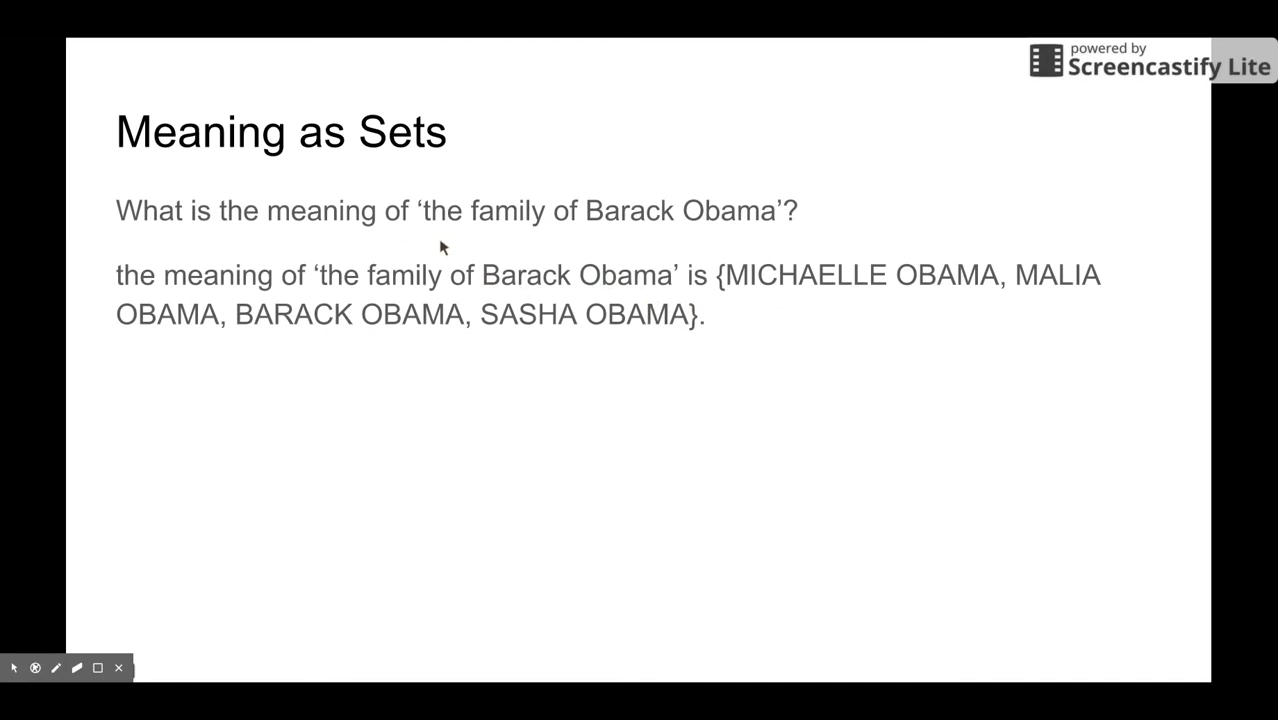 powered by
Screencastify Lite
Meaning as Sets
What is the meaning of ‘the family of Barack Obama’?
the meaning of ‘the family of Barack Obama’ is {MICHAELLE OBAMA, MALIA
OBAMA, BARACK OBAMA, SASHA OBAMA}.